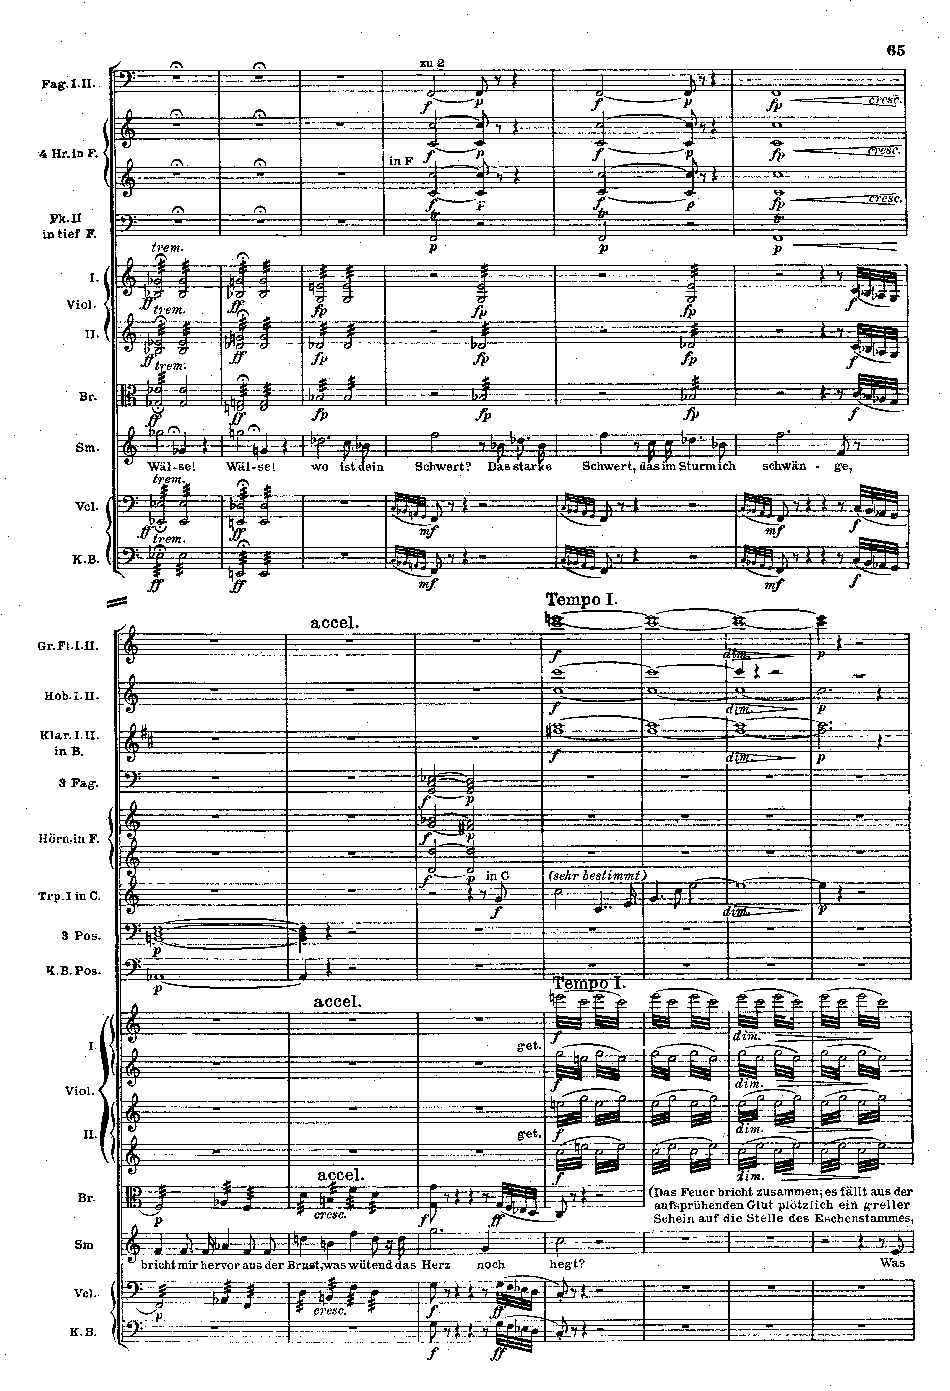 65
zu 2
Fag. I. II.
f p f p fp cresc.
4 Hr. in F.
f p f p fp cresc.
in F
f p f p fp cresc.
Pk. II
in tief F.
tr tr tr
p p p
trem.
I.
Viol.
ff ff fp fp fp f
trem.
II.
ff ff fp fp fp f
trem.
Br.
ff ff fp fp fp f
Sm.
Wäl-se! Wäl-se! wo ist dein Schwert? Das starke Schwert, das im Sturm ich schwän - ge,
trem.
Vcl.
ff ff mf mf f
trem.
K.B.
ff ff mf mf f
Tempo I.
accel.
Gr. Fl. I. II.
f dim. p
Hob. I. II.
f dim. p
Klar. I. II.
in B.
f dim. p
3 Fag.
f p
Hörn. in F.
f p
f p
in C (sehr bestimmt)
Trp. I in C.
f dim. p
3 Pos.
p
K.B. Pos.
p
Tempo I.
accel.
I.
get. f dim.
Viol.
f dim.
II.
get. f dim.
f dim.
accel.
Br.
p cresc. f ff
(Das Feuer bricht zusammen; es fällt aus der
aufsprühenden Glut plötzlich ein greller
Schein auf die Stelle des Eschenstammes,
Sm
bricht mir hervor aus der Brust, was wütend das Herz noch hegt? Was
Vcl.
p cresc. f ff
K.B.
f ff